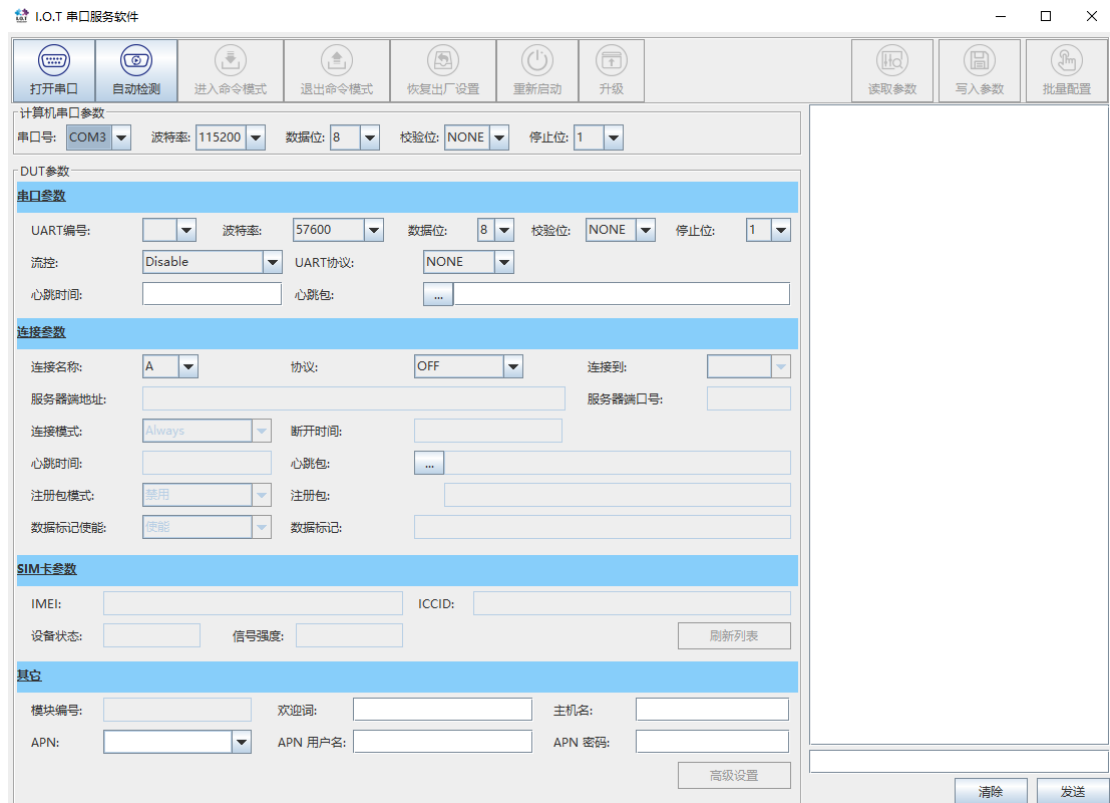 I.O.T 串口服务软件
打开串口 自动检测 进入命令模式 退出命令模式 恢复出厂设置 重新启动 升级 读取参数 写入参数 批量配置
计算机串口参数
串口号: COM3 波特率: 115200 数据位: 8 校验位: NONE 停止位: 1
DUT参数
串口参数
UART编号: 波特率: 57600 数据位: 8 校验位: NONE 停止位: 1
流控: Disable UART协议: NONE
心跳时间: 心跳包: ...
连接参数
连接名称: A 协议: OFF 连接到:
服务器端地址: 服务器端口号:
连接模式: Always 断开时间:
心跳时间: 心跳包: ...
注册包模式: 禁用 注册包:
数据标记使能: 使能 数据标记:
SIM卡参数
IMEI: ICCID:
设备状态: 信号强度: 刷新列表
其它
模块编号: 欢迎词: 主机名:
APN: APN 用户名: APN 密码:
高级设置
清除 发送